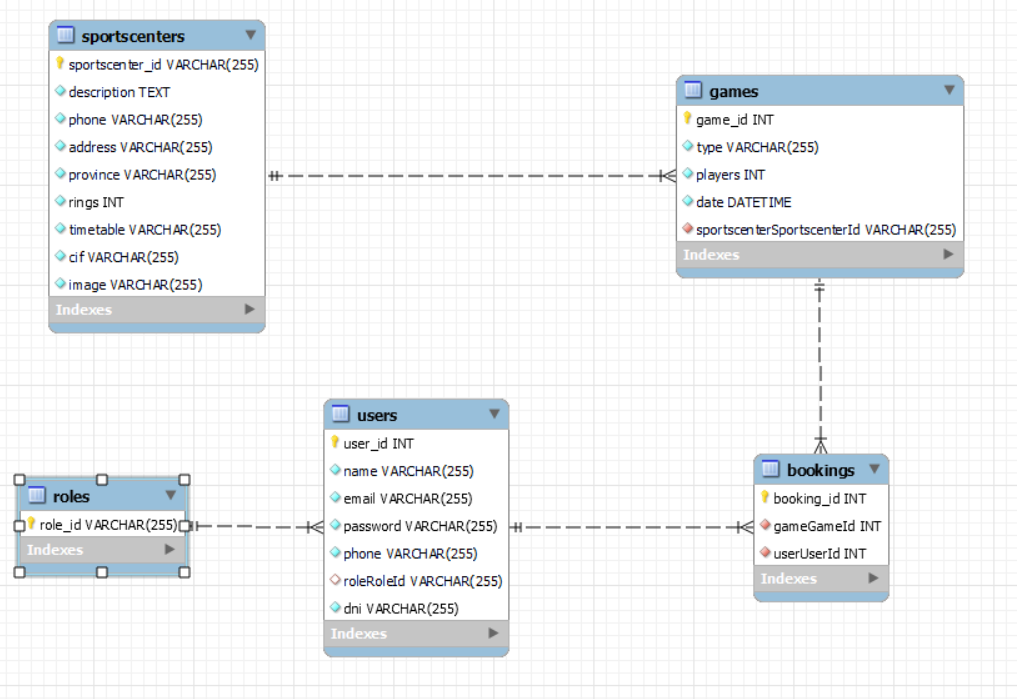 sportscenters
sportscenter_id VARCHAR(255)
description TEXT
phone VARCHAR(255)
address VARCHAR(255)
province VARCHAR(255)
rings INT
timetable VARCHAR(255)
cif VARCHAR(255)
image VARCHAR(255)
Indexes
games
game_id INT
type VARCHAR(255)
players INT
date DATETIME
sportscenterSportscenterId VARCHAR(255)
Indexes
roles
role_id VARCHAR(255)
Indexes
users
user_id INT
name VARCHAR(255)
email VARCHAR(255)
password VARCHAR(255)
phone VARCHAR(255)
roleRoleId VARCHAR(255)
dni VARCHAR(255)
Indexes
bookings
booking_id INT
gameGameId INT
userUserId INT
Indexes